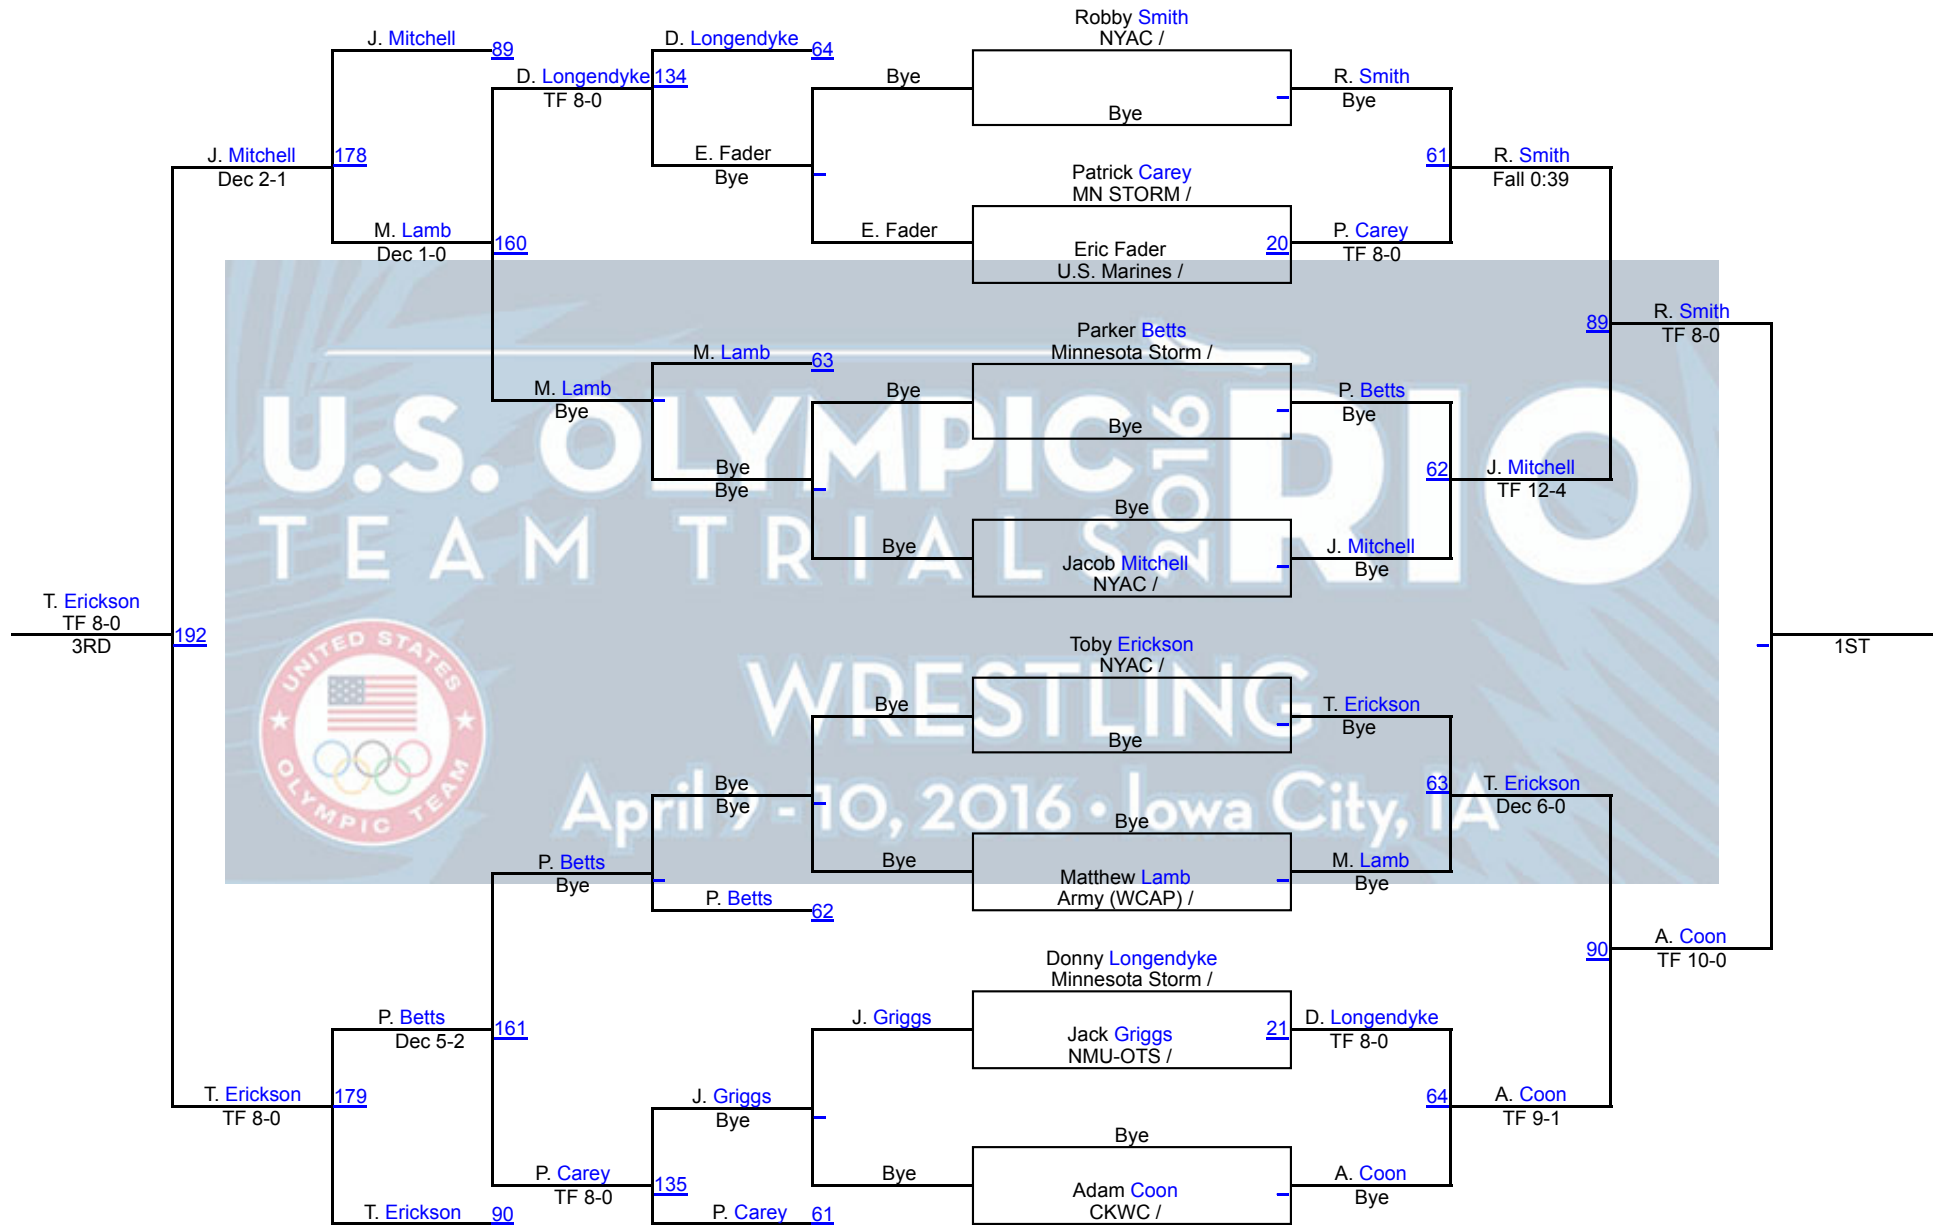 Robby Smith
NYAC /
J. Mitchell
89
D. Longendyke
64
D. Longendyke
134
TF 8-0
Bye
Bye
R. Smith
Bye
J. Mitchell
178
Dec 2-1
E. Fader
Bye
61
R. Smith
Fall 0:39
Patrick Carey
MN STORM /
M. Lamb
Dec 1-0
160
E. Fader
Eric Fader
U.S. Marines /
20
P. Carey
TF 8-0
89
R. Smith
TF 8-0
Parker Betts
Minnesota Storm /
M. Lamb
63
M. Lamb
Bye
Bye
Bye
P. Betts
Bye
U.S. OLYMPIC
2016
RIO
TEAM TRIALS
Bye
Bye
62
J. Mitchell
TF 12-4
Bye
Bye
Jacob Mitchell
NYAC /
J. Mitchell
Bye
T. Erickson
TF 8-0
3RD
192
1ST
UNITED STATES
OLYMPIC TEAM
Toby Erickson
NYAC /
WRESTLING
Bye
Bye
T. Erickson
Bye
Bye
Bye
63
T. Erickson
Dec 6-0
April 9-10, 2016 • Iowa City, IA
Bye
P. Betts
Bye
Bye
Matthew Lamb
Army (WCAP) /
M. Lamb
Bye
P. Betts
62
90
A. Coon
TF 10-0
Donny Longendyke
Minnesota Storm /
P. Betts
Dec 5-2
161
J. Griggs
Jack Griggs
NMU-OTS /
21
D. Longendyke
TF 8-0
T. Erickson
TF 8-0
179
J. Griggs
Bye
64
A. Coon
TF 9-1
Bye
P. Carey
TF 8-0
135
Bye
Adam Coon
CKWC /
A. Coon
Bye
T. Erickson
90
P. Carey
61